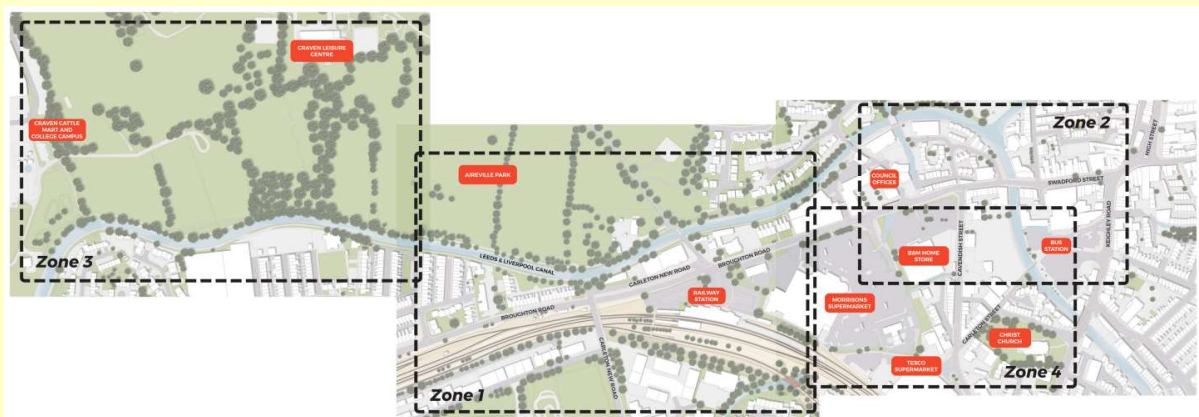 CRAVEN LEISURE
CENTRE
CRAVEN CATTLE
MART AND
COLLEGE CAMPUS
Zone 3
AIREVILLE PARK
LEEDS & LIVERPOOL CANAL
BROUGHTON ROAD
CARLETON NEW ROAD
BROUGHTON ROAD
RAILWAY
STATION
CARLETON NEW ROAD
Zone 1
Zone 2
HIGH STREET
COUNCIL
OFFICES
SWADFORD STREET
KEIGHLEY ROAD
B&M HOME
STORE
CAVENDISH STREET
BUS
STATION
MORRISONS
SUPERMARKET
CARLETON STREET
CHRIST
CHURCH
TESCO
SUPERMARKET
Zone 4